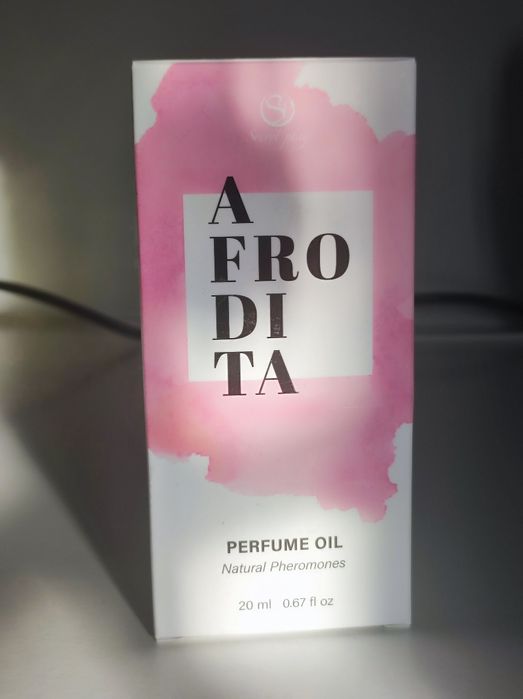 A
FRO
DI
TA
PERFUME OIL
Natural Pheromones
20 ml 0.67 fl oz